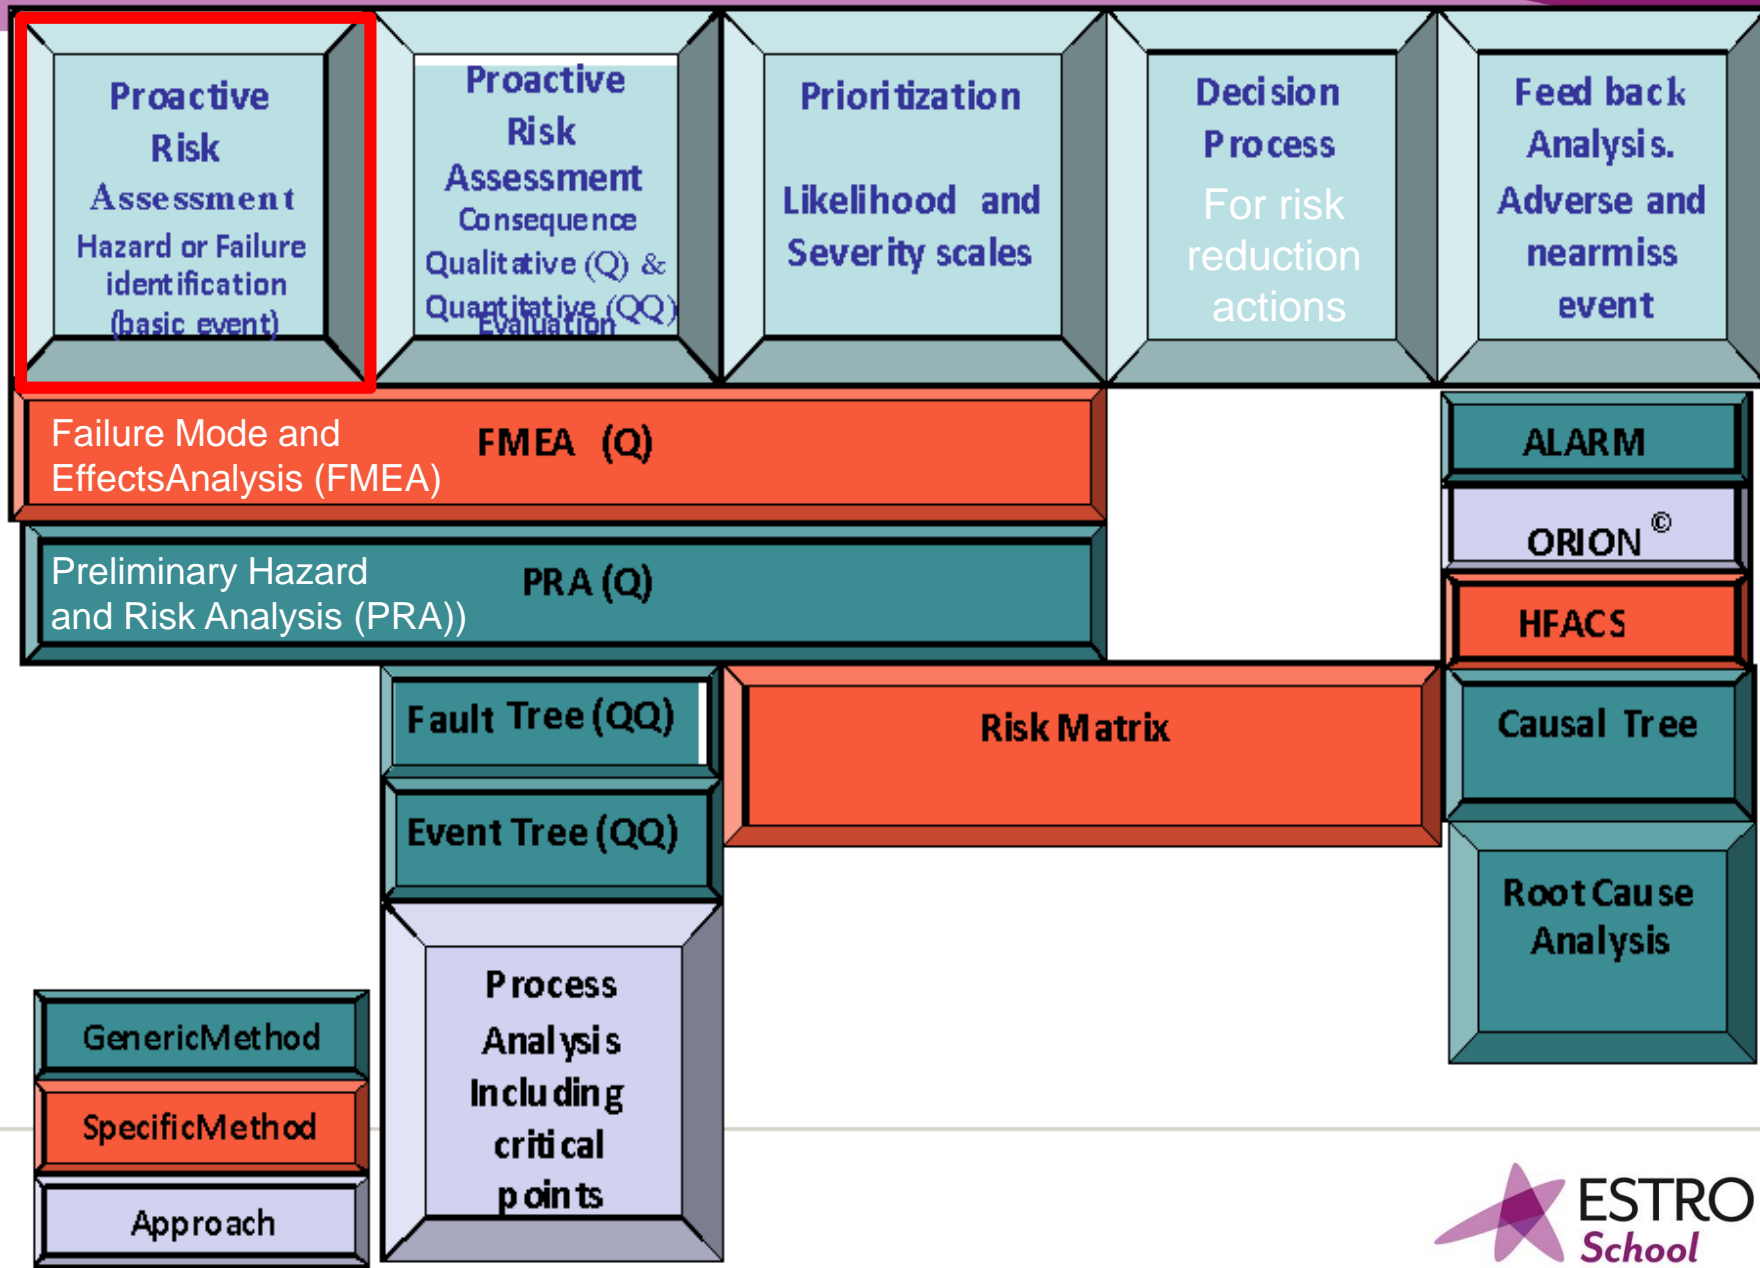 Proactive
Risk
Assessment
Hazard or Failure
identification
(basic event)
Proactive
Risk
Assessment
Consequence
Qualitative (Q) &
Quantitative (QQ)
Evaluation
Prioritization
Likelihood and
Severity scales
Decision
Process
For risk
reduction
actions
Feed back
Analysis.
Adverse and
nearmiss
event
Failure Mode and
EffectsAnalysis (FMEA)
FMEA (Q)
Preliminary Hazard
and Risk Analysis (PRA))
PRA (Q)
Fault Tree (QQ)
Event Tree (QQ)
Process
Analysis
Including
critical
points
Risk Matrix
ALARM
ORION ©
HFACS
Causal Tree
Root Cause
Analysis
GenericMethod
SpecificMethod
Approach
ESTRO
School